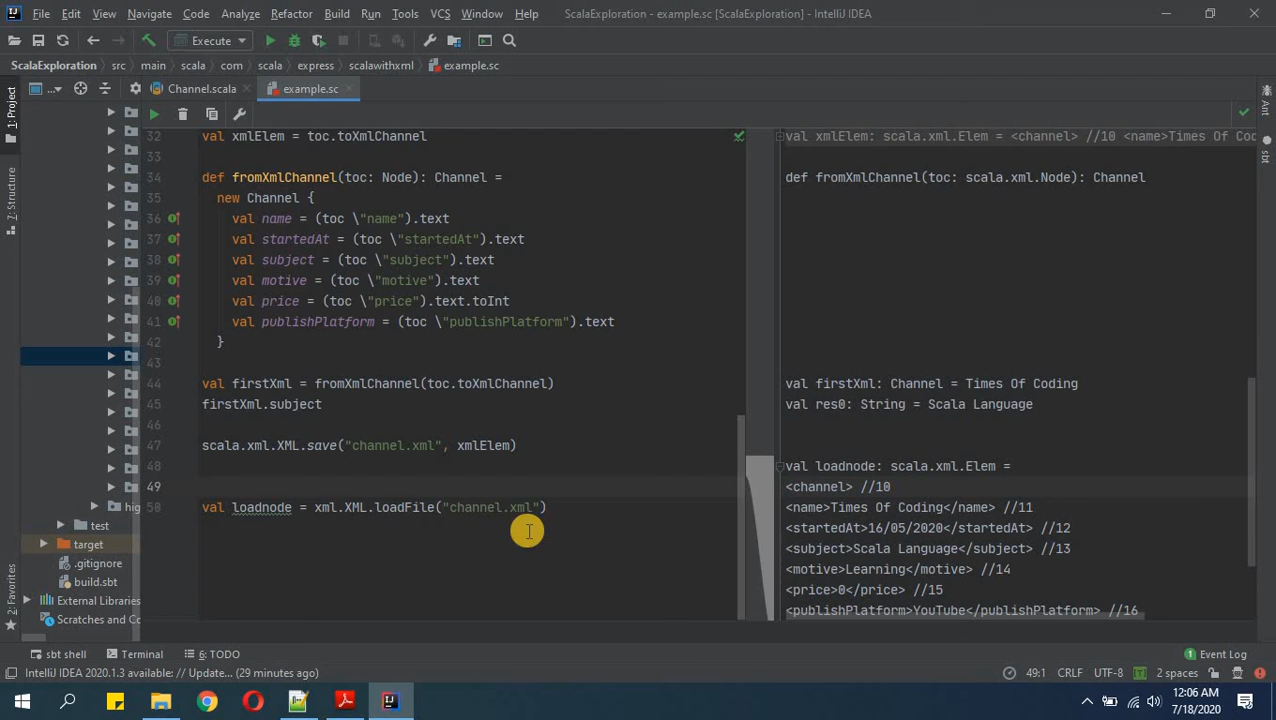 File Edit View Navigate Code Analyze Refactor Build Run Tools VCS Window Help ScalaExploration - example.sc [ScalaExploration] - IntelliJ IDEA
Execute
ScalaExploration src main scala com scala express scalawithxml example.sc
1: Project
Z: Structure
2: Favorites
Ant
sbt
...
Channel.scala example.sc
32 val xmlElem = toc.toXmlChannel
val xmlElem: scala.xml.Elem = <channel> //10 <name>Times Of Cod
33
34 def fromXmlChannel(toc: Node): Channel =
def fromXmlChannel(toc: scala.xml.Node): Channel
35 new Channel {
36 val name = (toc \"name").text
37 val startedAt = (toc \"startedAt").text
38 val subject = (toc \"subject").text
39 val motive = (toc \"motive").text
40 val price = (toc \"price").text.toInt
41 val publishPlatform = (toc \"publishPlatform").text
42 }
43
44 val firstXml = fromXmlChannel(toc.toXmlChannel)
val firstXml: Channel = Times Of Coding
45 firstXml.subject
val res0: String = Scala Language
46
47 scala.xml.XML.save("channel.xml", xmlElem)
48
val loadnode: scala.xml.Elem =
49
<channel> //10
50 val loadnode = xml.XML.loadFile("channel.xml")
<name>Times Of Coding</name> //11
<startedAt>16/05/2020</startedAt> //12
<subject>Scala Language</subject> //13
<motive>Learning</motive> //14
<price>0</price> //15
<publishPlatform>YouTube</publishPlatform> //16
hig
test
target
.gitignore
build.sbt
External Libraries
Scratches and Co
sbt shell Terminal 6: TODO 1 Event Log
IntelliJ IDEA 2020.1.3 available: // Update... (29 minutes ago) 49:1 CRLF UTF-8 2 spaces
12:06 AM
7/18/2020